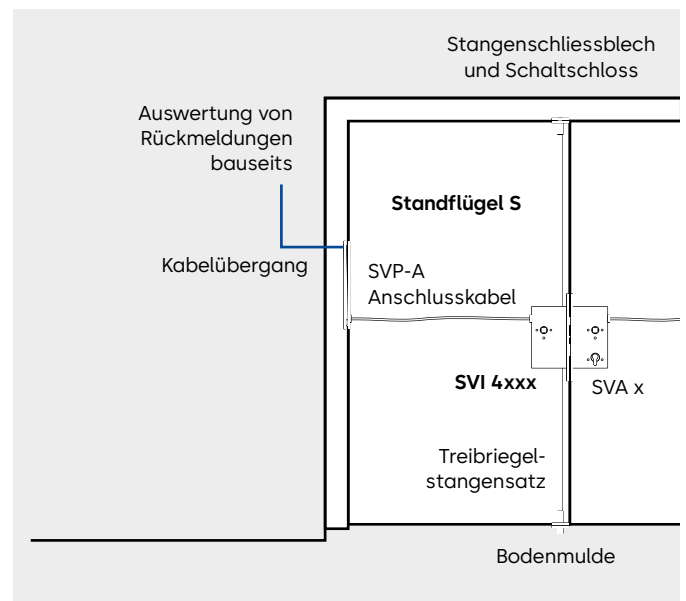 Stangenschliessblech
und Schaltschloss
Auswertung von
Rückmeldungen
bauseits
Standflügel S
Kabelübergang
SVP-A
Anschlusskabel
SVI 4xxx
SVA x
Treibriegel-
stangensatz
Bodenmulde